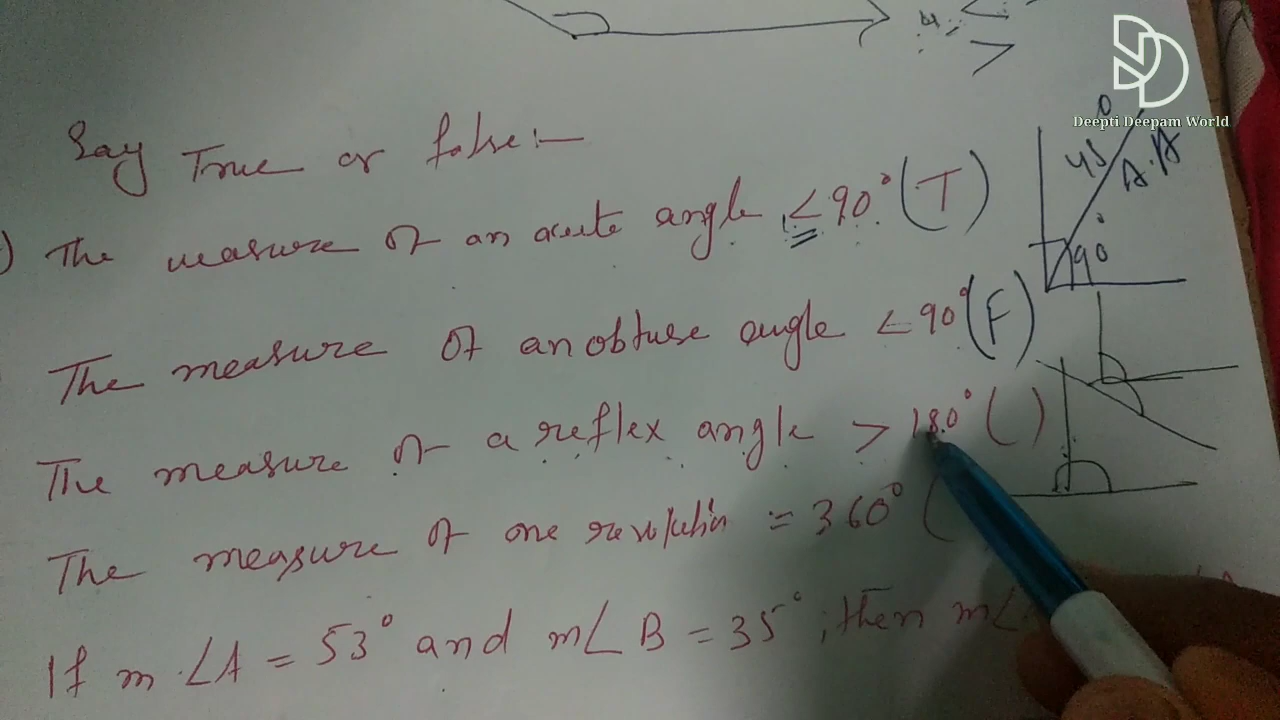 Deepti Deepam World
Say True or false:-
) The measure of an acute angle < 90° (T)
The measure of an obtuse angle < 90° (F)
The measure of a reflex angle > 180° ( )
The measure of one revolution = 360° (
If m ∠A = 53° and m∠B = 35°, then m∠
45°
A.A
90°